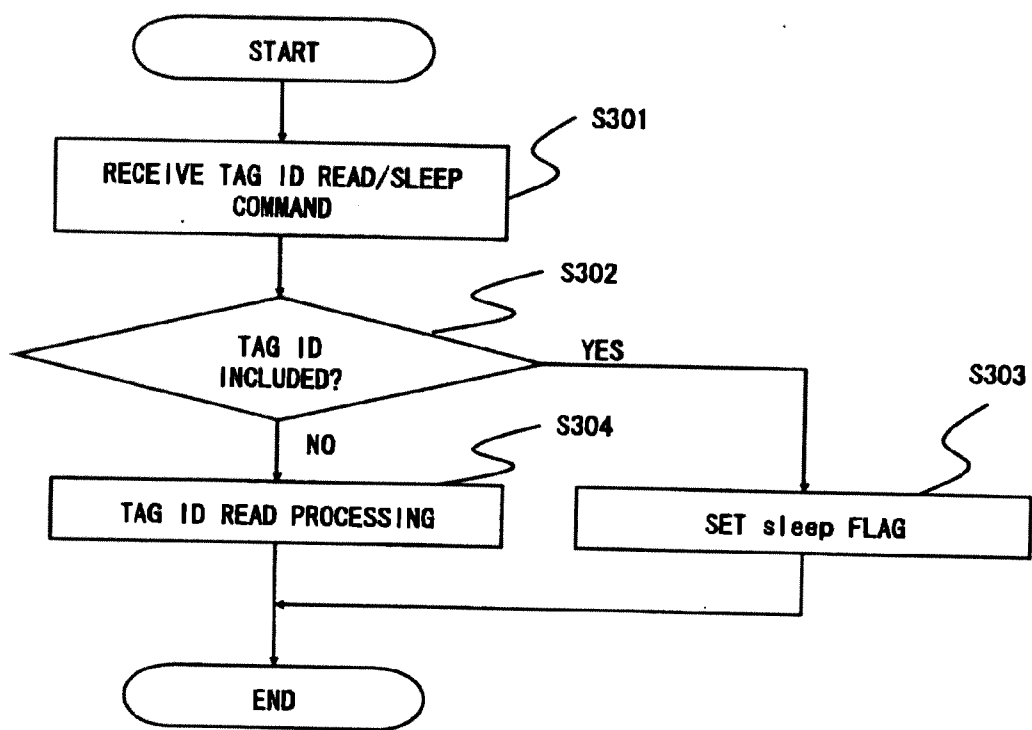 START
S301
RECEIVE TAG ID READ/SLEEP
COMMAND
S302
TAG ID
INCLUDED?
YES
S303
NO
S304
TAG ID READ PROCESSING
SET sleep FLAG
END